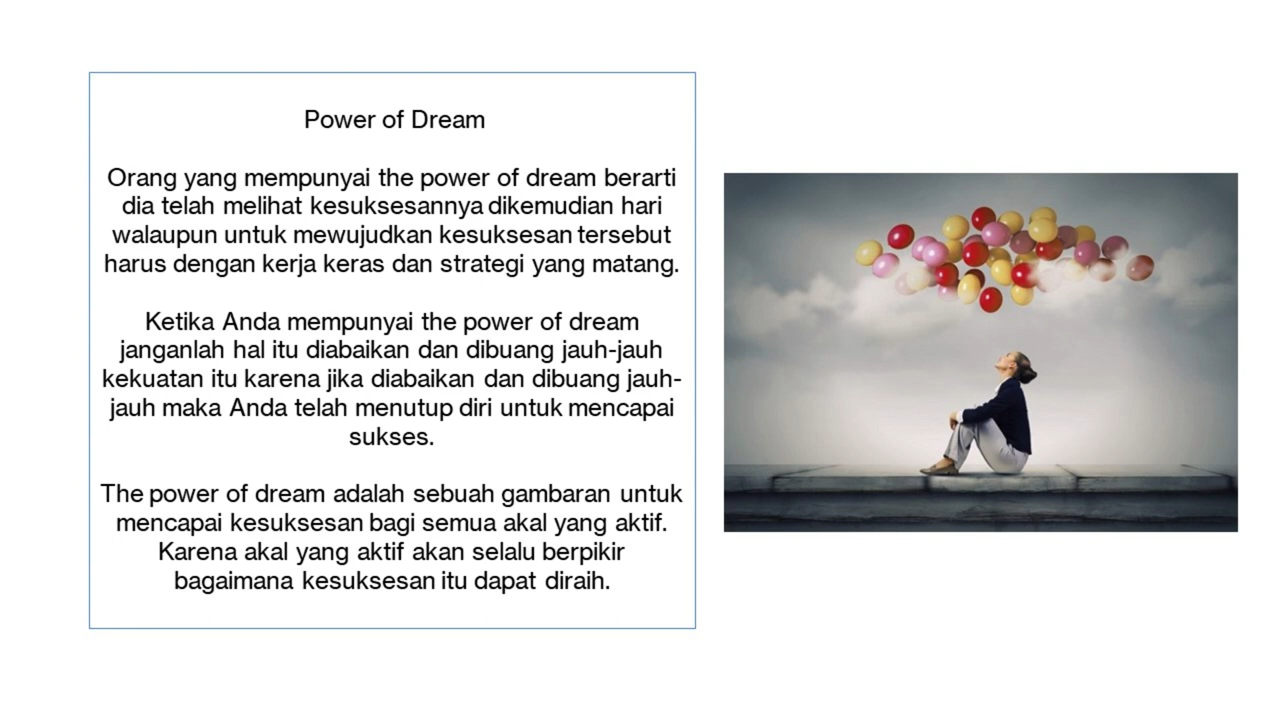 Power of Dream
Orang yang mempunyai the power of dream berarti
dia telah melihat kesuksesannya dikemudian hari
walaupun untuk mewujudkan kesuksesan tersebut
harus dengan kerja keras dan strategi yang matang.
Ketika Anda mempunyai the power of dream
janganlah hal itu diabaikan dan dibuang jauh-jauh
kekuatan itu karena jika diabaikan dan dibuang jauh-
jauh maka Anda telah menutup diri untuk mencapai
sukses.
The power of dream adalah sebuah gambaran untuk
mencapai kesuksesan bagi semua akal yang aktif.
Karena akal yang aktif akan selalu berpikir
bagaimana kesuksesan itu dapat diraih.